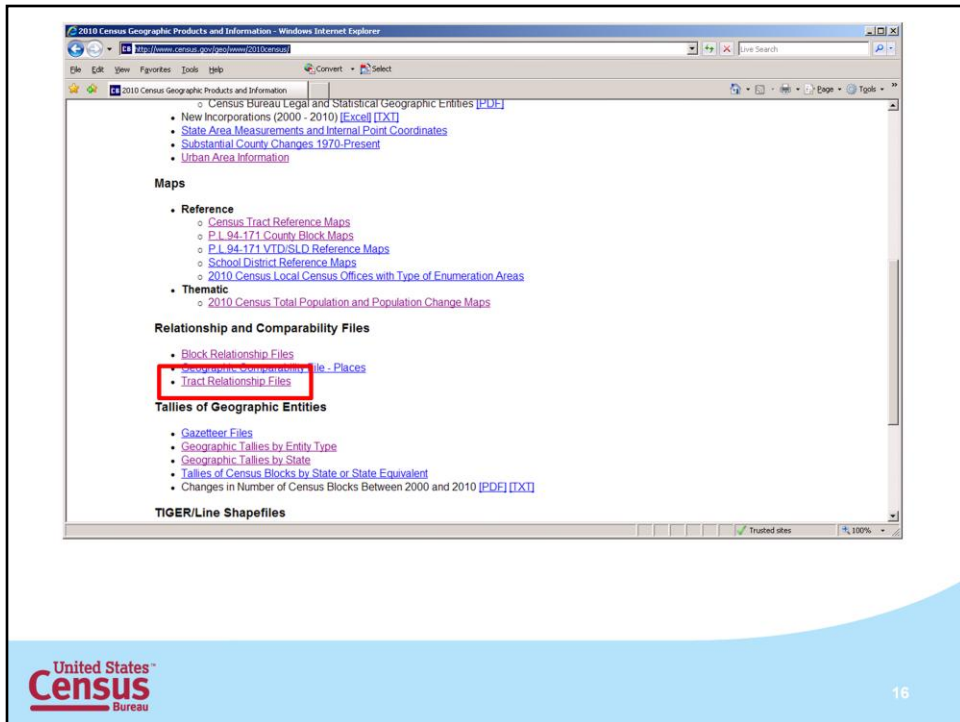 2010 Census Geographic Products and Information - Windows Internet Explorer
http://www.census.gov/geo/www/2010census/
Live Search
File Edit View Favorites Tools Help Convert Select
2010 Census Geographic Products and Information
Page Tools
Census Bureau Legal and Statistical Geographic Entities [PDF]
New Incorporations (2000 - 2010) [Excel] [TXT]
State Area Measurements and Internal Point Coordinates
Substantial County Changes 1970-Present
Urban Area Information
Maps
Reference
Census Tract Reference Maps
P.L.94-171 County Block Maps
P.L.94-171 VTD/SLD Reference Maps
School District Reference Maps
2010 Census Local Census Offices with Type of Enumeration Areas
Thematic
2010 Census Total Population and Population Change Maps
Relationship and Comparability Files
Block Relationship Files
Geographic Comparability File - Places
Tract Relationship Files
Tallies of Geographic Entities
Gazetteer Files
Geographic Tallies by Entity Type
Geographic Tallies by State
Tallies of Census Blocks by State or State Equivalent
Changes in Number of Census Blocks Between 2000 and 2010 [PDF] [TXT]
TIGER/Line Shapefiles
Trusted sites 100%
United States™
Census
Bureau
16